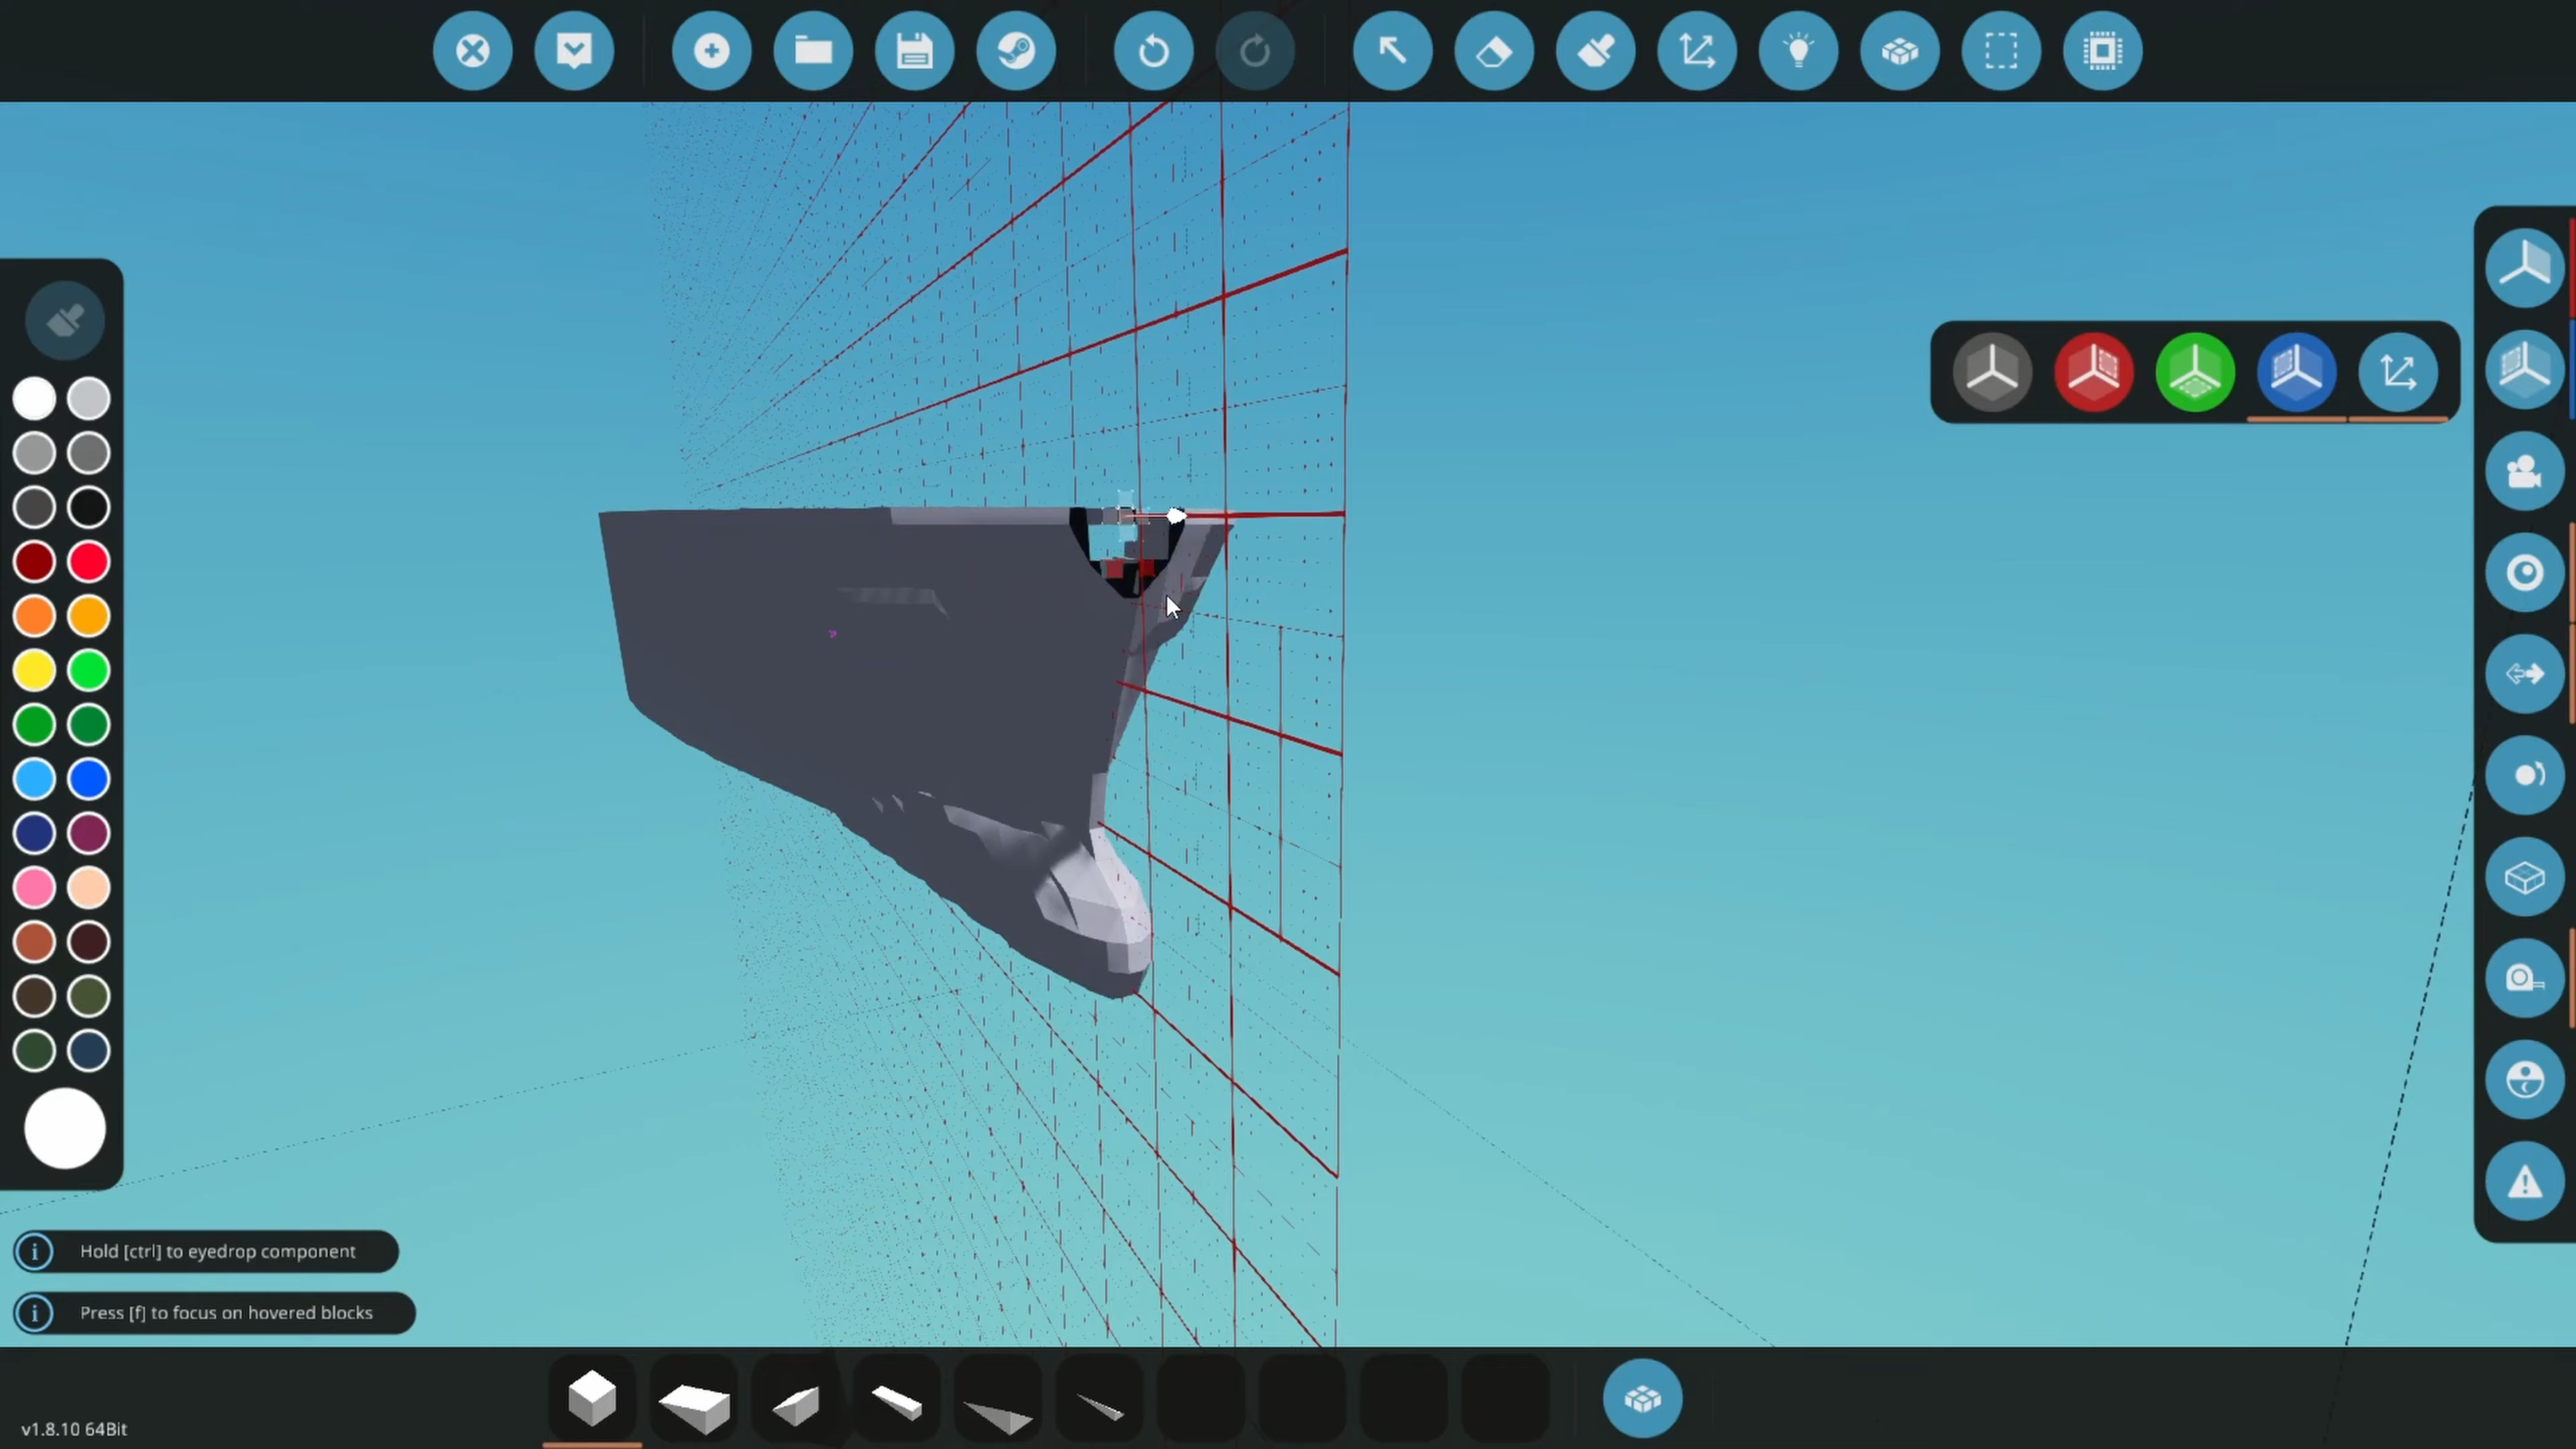 Hold [ctrl] to eyedrop component
Press [f] to focus on hovered blocks
v1.8.10 64Bit